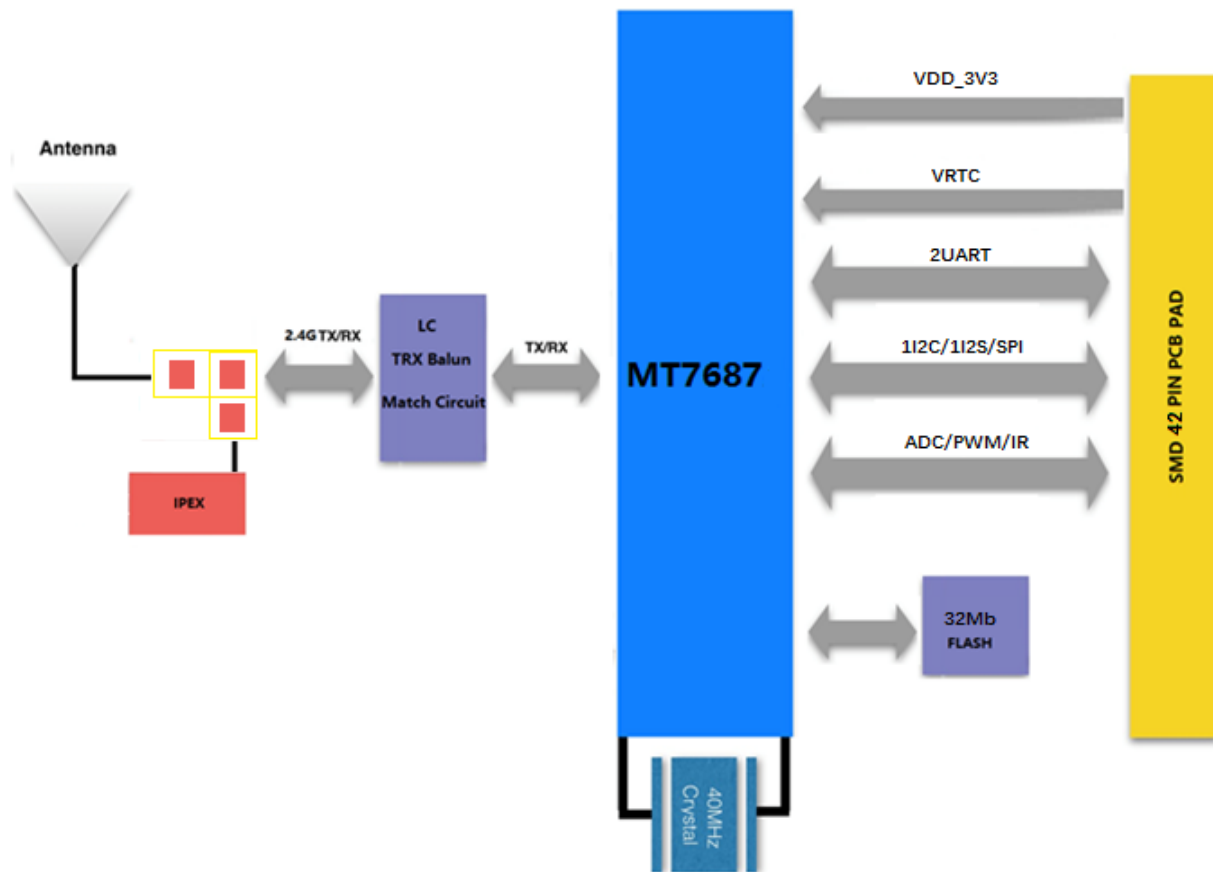 Antenna
2.4G TX/RX
LC
TRX Balun
Match Circuit
TX/RX
IPEX
MT7687
40MHz
Crystal
VDD_3V3
VRTC
2UART
1I2C/1I2S/SPI
ADC/PWM/IR
32Mb
FLASH
SMD 42 PIN PCB PAD